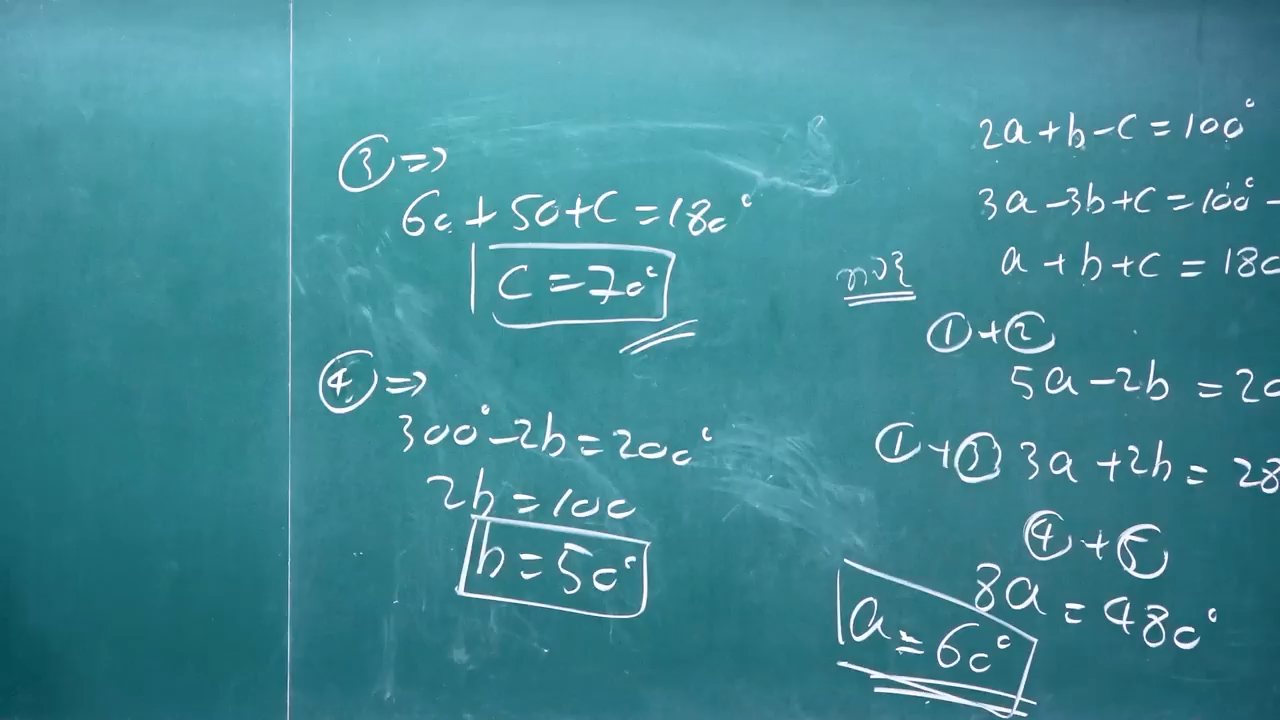 ③ =>
60 + 50 + C = 180°
C = 70°
④ =>
300° - 2b = 200°
2b = 100
b = 50°
2a + b - c = 100°
3a - 3b + c = 100° -
a + b + c = 180
① + ②
5a - 2b = 20
① + ③ 3a + 2b = 28
④ + ⑤
8a = 480°
a = 60°